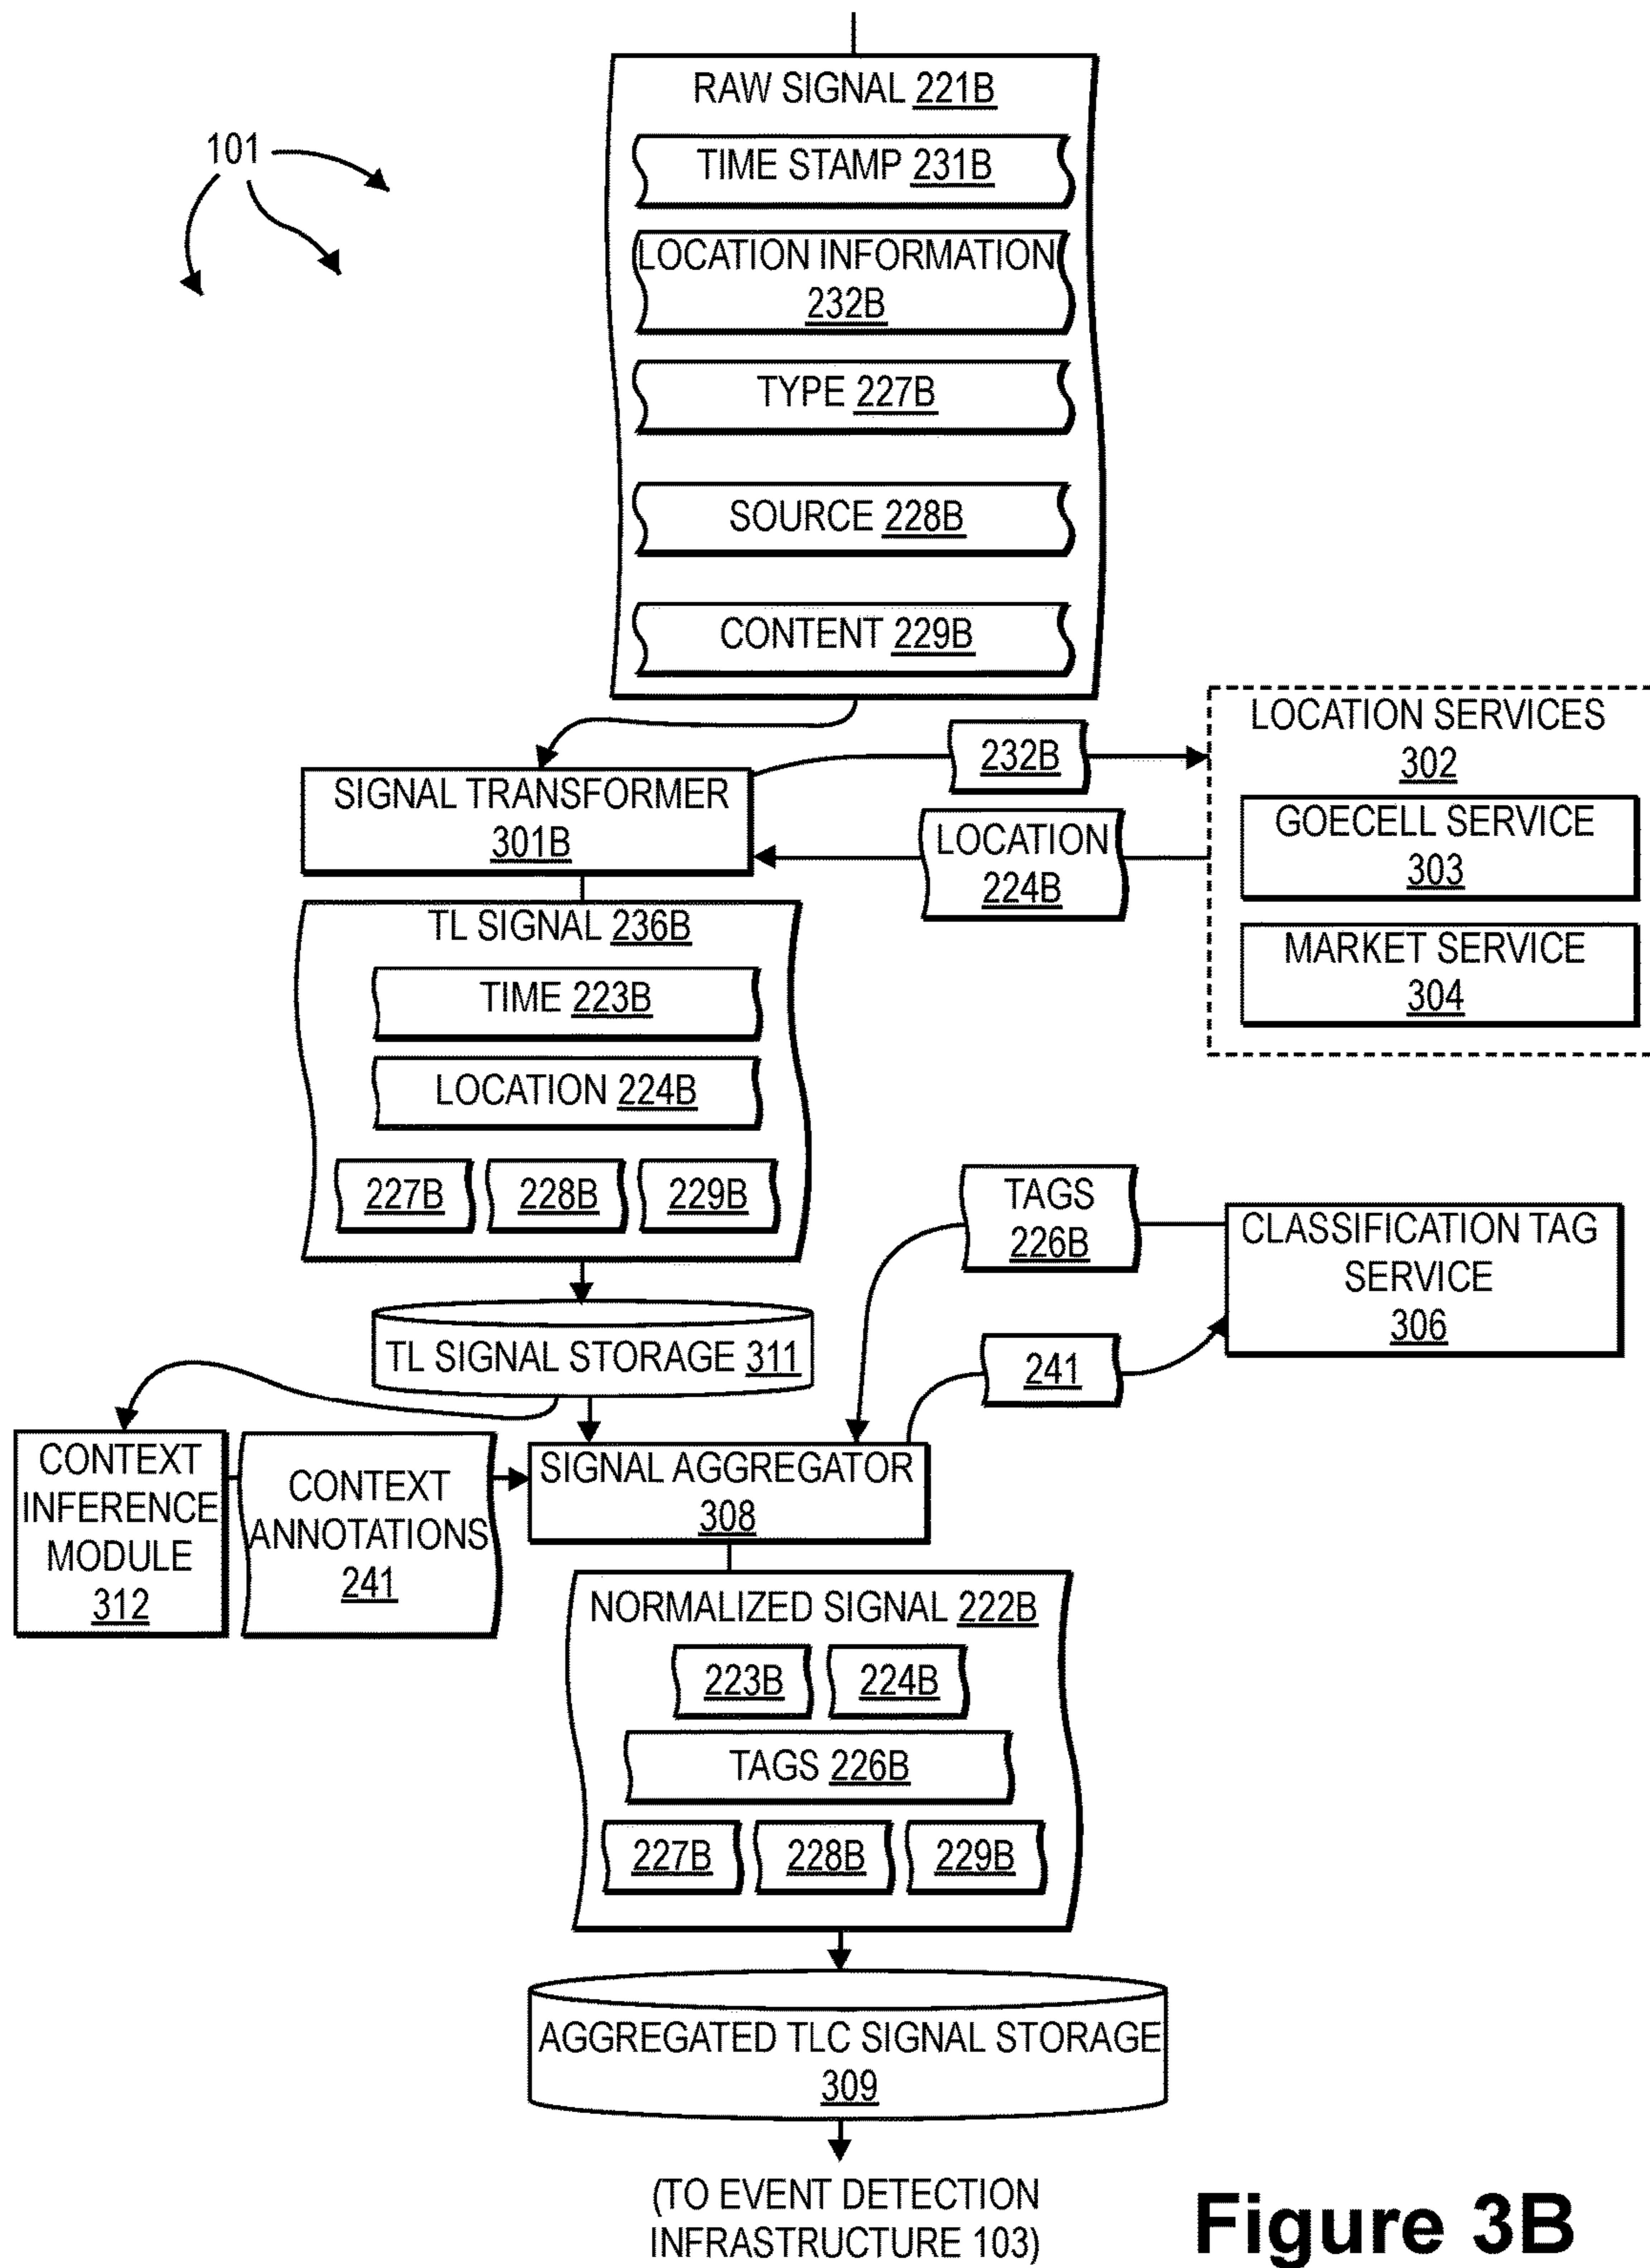 RAW SIGNAL 221B
101
TIME STAMP 231B
LOCATION INFORMATION
232B
TYPE 227B
SOURCE 228B
CONTENT 229B
LOCATION SERVICES
302
GOECELL SERVICE
303
MARKET SERVICE
304
232B
SIGNAL TRANSFORMER
301B
LOCATION
224B
TL SIGNAL 236B
TIME 223B
LOCATION 224B
227B 228B 229B
TAGS
226B
CLASSIFICATION TAG
SERVICE
306
TL SIGNAL STORAGE 311
241
CONTEXT
INFERENCE
MODULE
312
CONTEXT
ANNOTATIONS
241
SIGNAL AGGREGATOR
308
NORMALIZED SIGNAL 222B
223B 224B
TAGS 226B
227B 228B 229B
AGGREGATED TLC SIGNAL STORAGE
309
(TO EVENT DETECTION
INFRASTRUCTURE 103)
Figure 3B